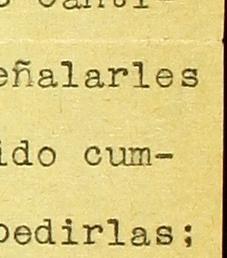 eñalarles
ido cum-
pedirlas;